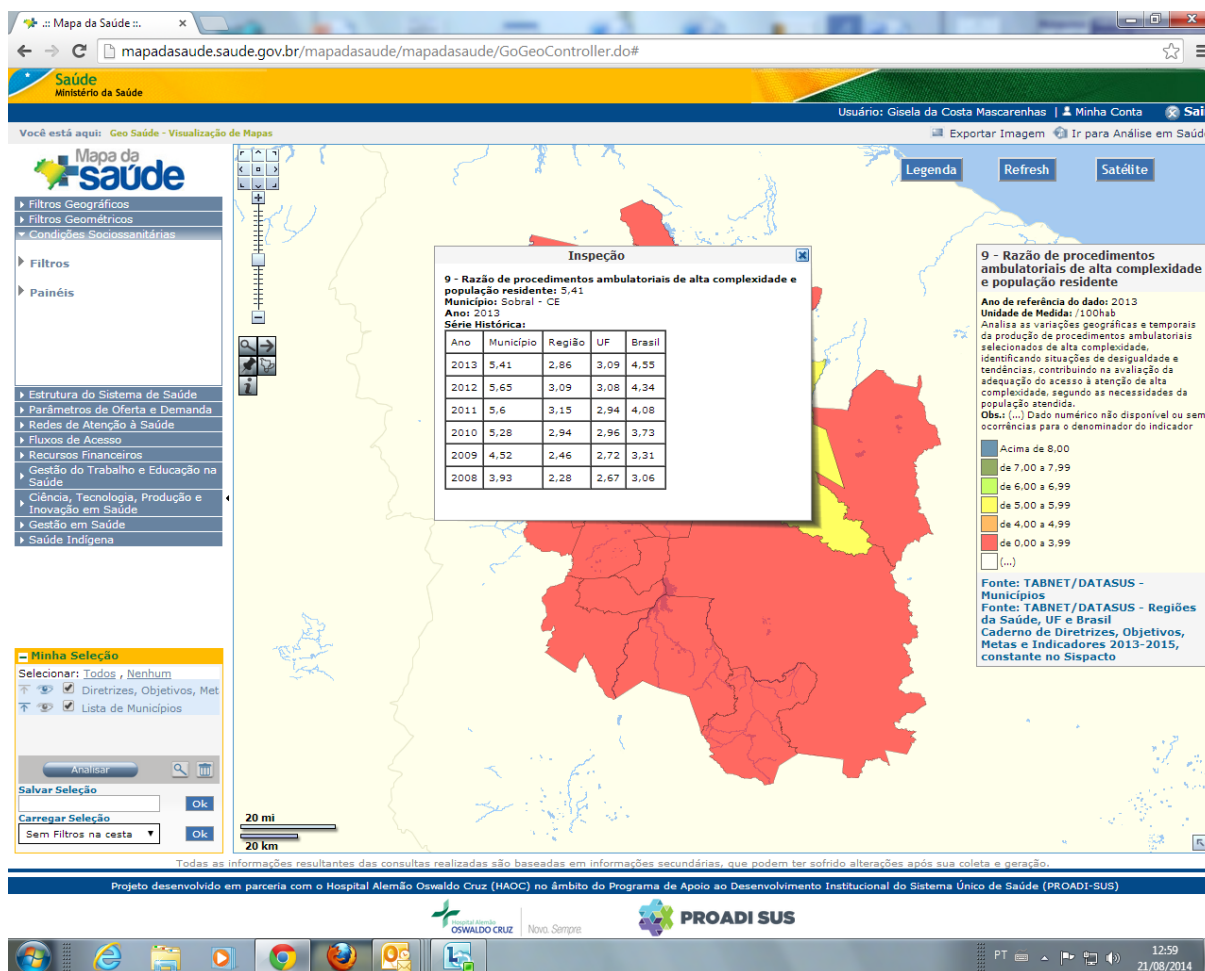 .:: Mapa da Saúde ::.
mapadasaude.saude.gov.br/mapadasaude/mapadasaude/GoGeoController.do#
Saúde
Ministério da Saúde
Usuário: Gisela da Costa Mascarenhas | Minha Conta Sair
Você está aqui: Geo Saúde - Visualização de Mapas
Exportar Imagem Ir para Análise em Saúde
Mapa da
saúde
Filtros Geográficos
Filtros Geométricos
Condições Sociossanitárias
Filtros
Painéis
Estrutura do Sistema de Saúde
Parâmetros de Oferta e Demanda
Redes de Atenção à Saúde
Fluxos de Acesso
Recursos Financeiros
Gestão do Trabalho e Educação na
Saúde
Ciência, Tecnologia, Produção e
Inovação em Saúde
Gestão em Saúde
Saúde Indígena
Minha Seleção
Selecionar: Todos , Nenhum
Diretrizes, Objetivos, Met
Lista de Municípios
Analisar
Salvar Seleção
Ok
Carregar Seleção
Sem Filtros na cesta Ok
Legenda Refresh Satélite
Inspeção
9 - Razão de procedimentos ambulatoriais de alta complexidade e
população residente: 5,41
Município: Sobral - CE
Ano: 2013
Série Histórica:
Ano Município Região UF Brasil
2013 5,41 2,86 3,09 4,55
2012 5,65 3,09 3,08 4,34
2011 5,6 3,15 2,94 4,08
2010 5,28 2,94 2,96 3,73
2009 4,52 2,46 2,72 3,31
2008 3,93 2,28 2,67 3,06
9 - Razão de procedimentos
ambulatoriais de alta complexidade
e população residente
Ano de referência do dado: 2013
Unidade de Medida: /100hab
Analisa as variações geográficas e temporais
da produção de procedimentos ambulatoriais
selecionados de alta complexidade,
identificando situações de desigualdade e
tendências, contribuindo na avaliação da
adequação do acesso à atenção de alta
complexidade, segundo as necessidades da
população atendida.
Obs.: (...) Dado numérico não disponível ou sem
ocorrências para o denominador do indicador
Acima de 8,00
de 7,00 a 7,99
de 6,00 a 6,99
de 5,00 a 5,99
de 4,00 a 4,99
de 0,00 a 3,99
(...)
Fonte: TABNET/DATASUS -
Municípios
Fonte: TABNET/DATASUS - Regiões
da Saúde, UF e Brasil
Caderno de Diretrizes, Objetivos,
Metas e Indicadores 2013-2015,
constante no Sispacto
20 mi
20 km
Todas as informações resultantes das consultas realizadas são baseadas em informações secundárias, que podem ter sofrido alterações após sua coleta e geração.
Projeto desenvolvido em parceria com o Hospital Alemão Oswaldo Cruz (HAOC) no âmbito do Programa de Apoio ao Desenvolvimento Institucional do Sistema Único de Saúde (PROADI-SUS)
Hospital Alemão
OSWALDO CRUZ
Novo. Sempre.
PROADI SUS
PT
12:59
21/08/2014